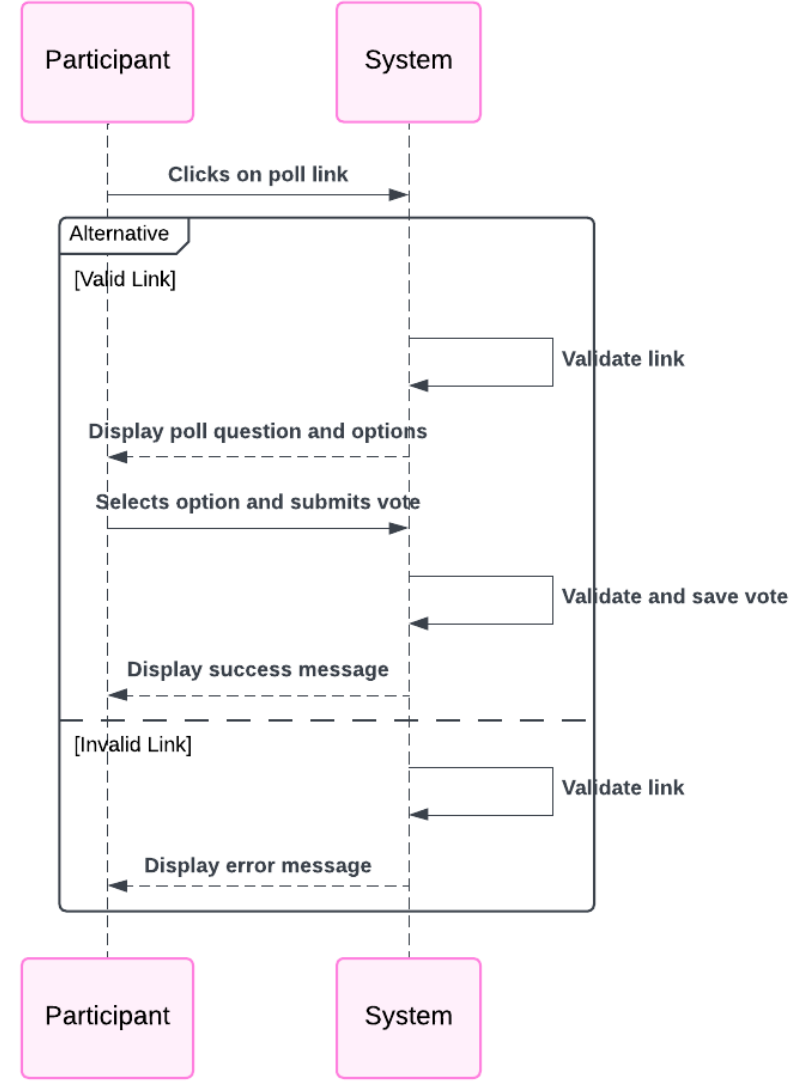 Participant
System
Clicks on poll link
Alternative
[Valid Link]
Validate link
Display poll question and options
Selects option and submits vote
Validate and save vote
Display success message
[Invalid Link]
Validate link
Display error message
Participant
System